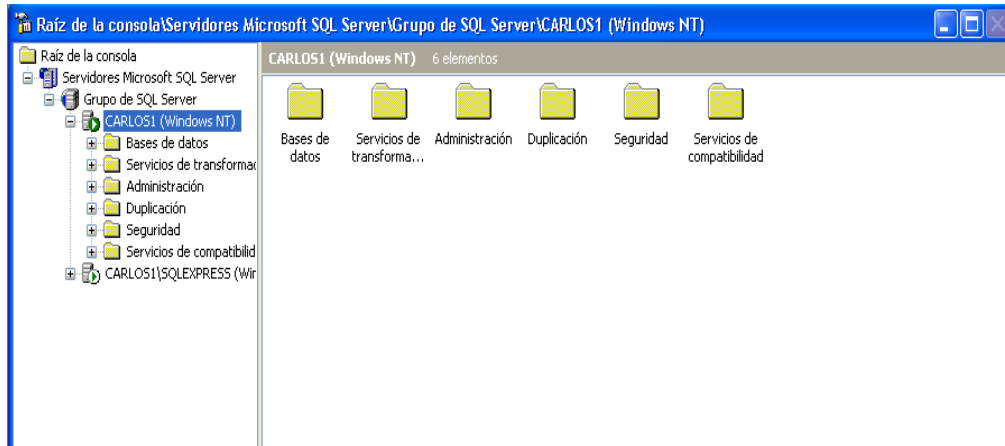 Raíz de la consola\Servidores Microsoft SQL Server\Grupo de SQL Server\CARLOS1 (Windows NT)
Raíz de la consola
Servidores Microsoft SQL Server
Grupo de SQL Server
CARLOS1 (Windows NT)
Bases de datos
Servicios de transformac
Administración
Duplicación
Seguridad
Servicios de compatibilid
CARLOS1\SQLEXPRESS (Wir
CARLOS1 (Windows NT) 6 elementos
Bases de datos
Servicios de transforma...
Administración
Duplicación
Seguridad
Servicios de compatibilidad